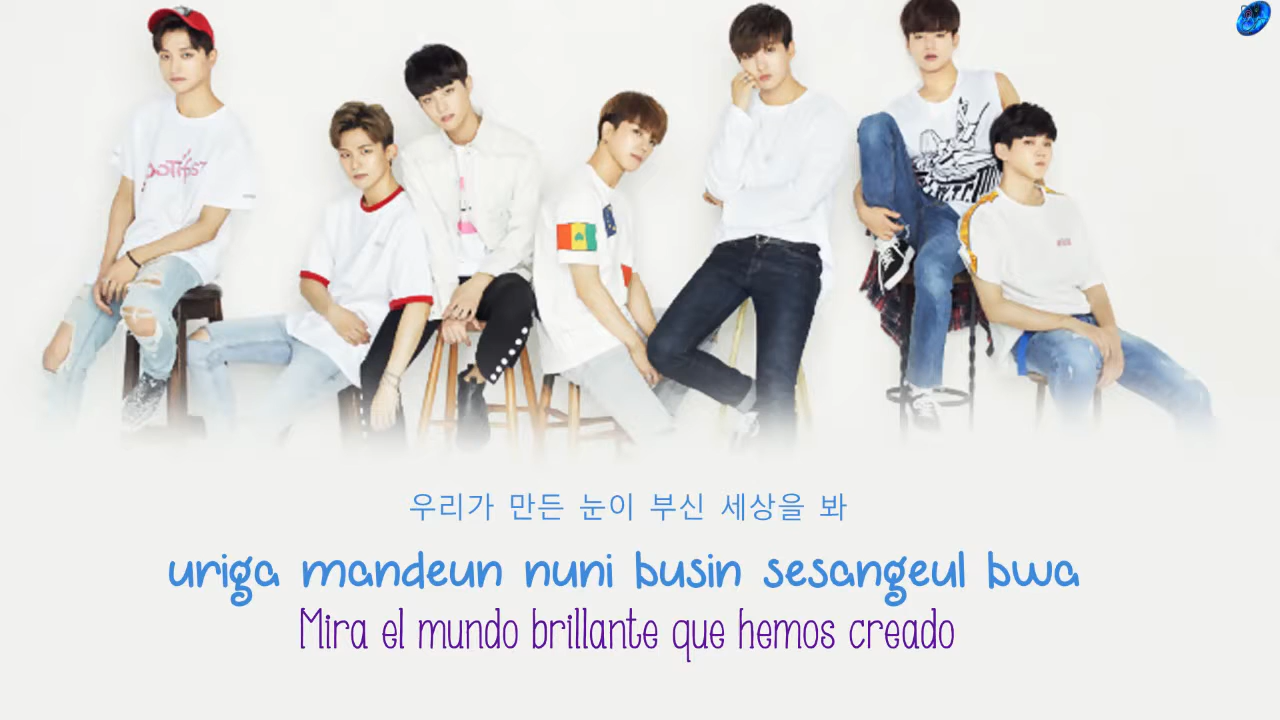 우리가 만든 눈이 부신 세상을 봐
uriga mandeun nuni busin sesangeul bwa
Mira el mundo brillante que hemos creado